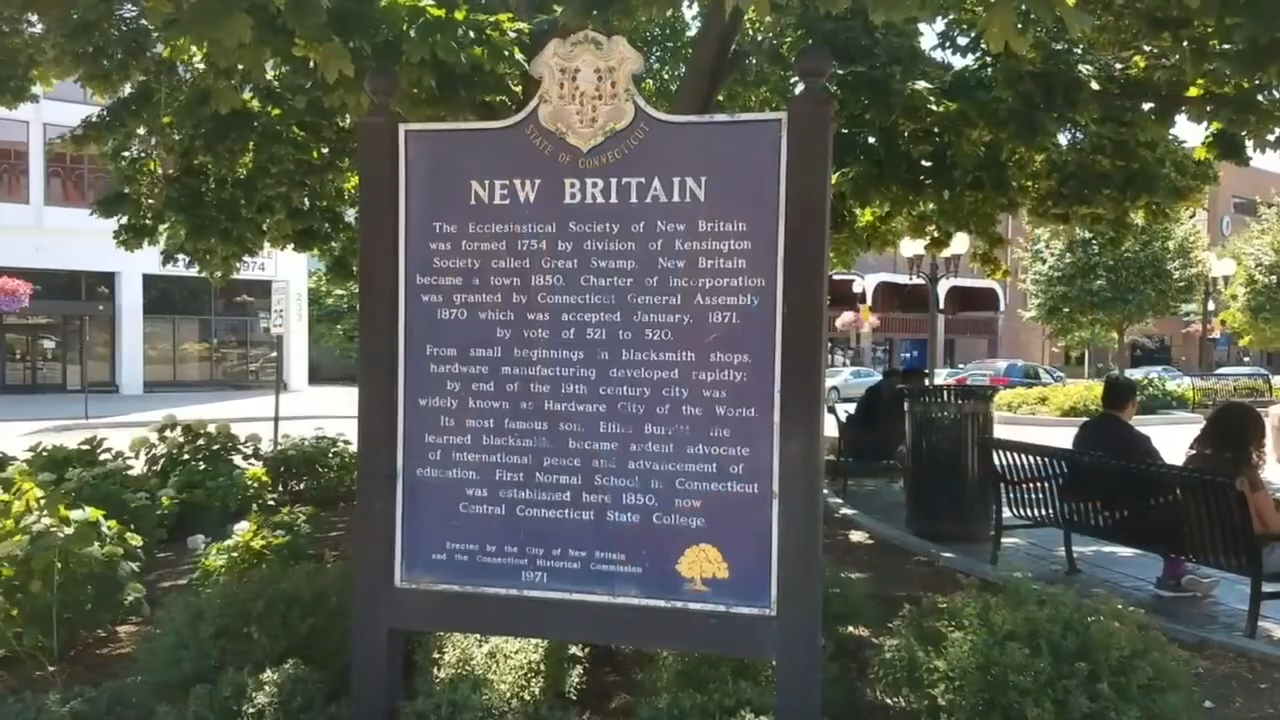 STATE OF CONNECTICUT
NEW BRITAIN
The Ecclesiastical Society of New Britain
was formed 1754 by division of Kensington
Society called Great Swamp. New Britain
became a town 1850. Charter of incorporation
was granted by Connecticut General Assembly
1870 which was accepted January, 1871,
by vote of 521 to 520.
From small beginnings in blacksmith shops,
hardware manufacturing developed rapidly;
by end of the 19th century city was
widely known as Hardware City of the World.
Its most famous son, Elihu Burritt the
learned blacksmith became ardent advocate
of international peace and advancement of
education. First Normal School in Connecticut
was established here 1850, now
Central Connecticut State College
Erected by the City of New Britain
and the Connecticut Historical Commission
1971
974
SPEED
LIMIT
25
233